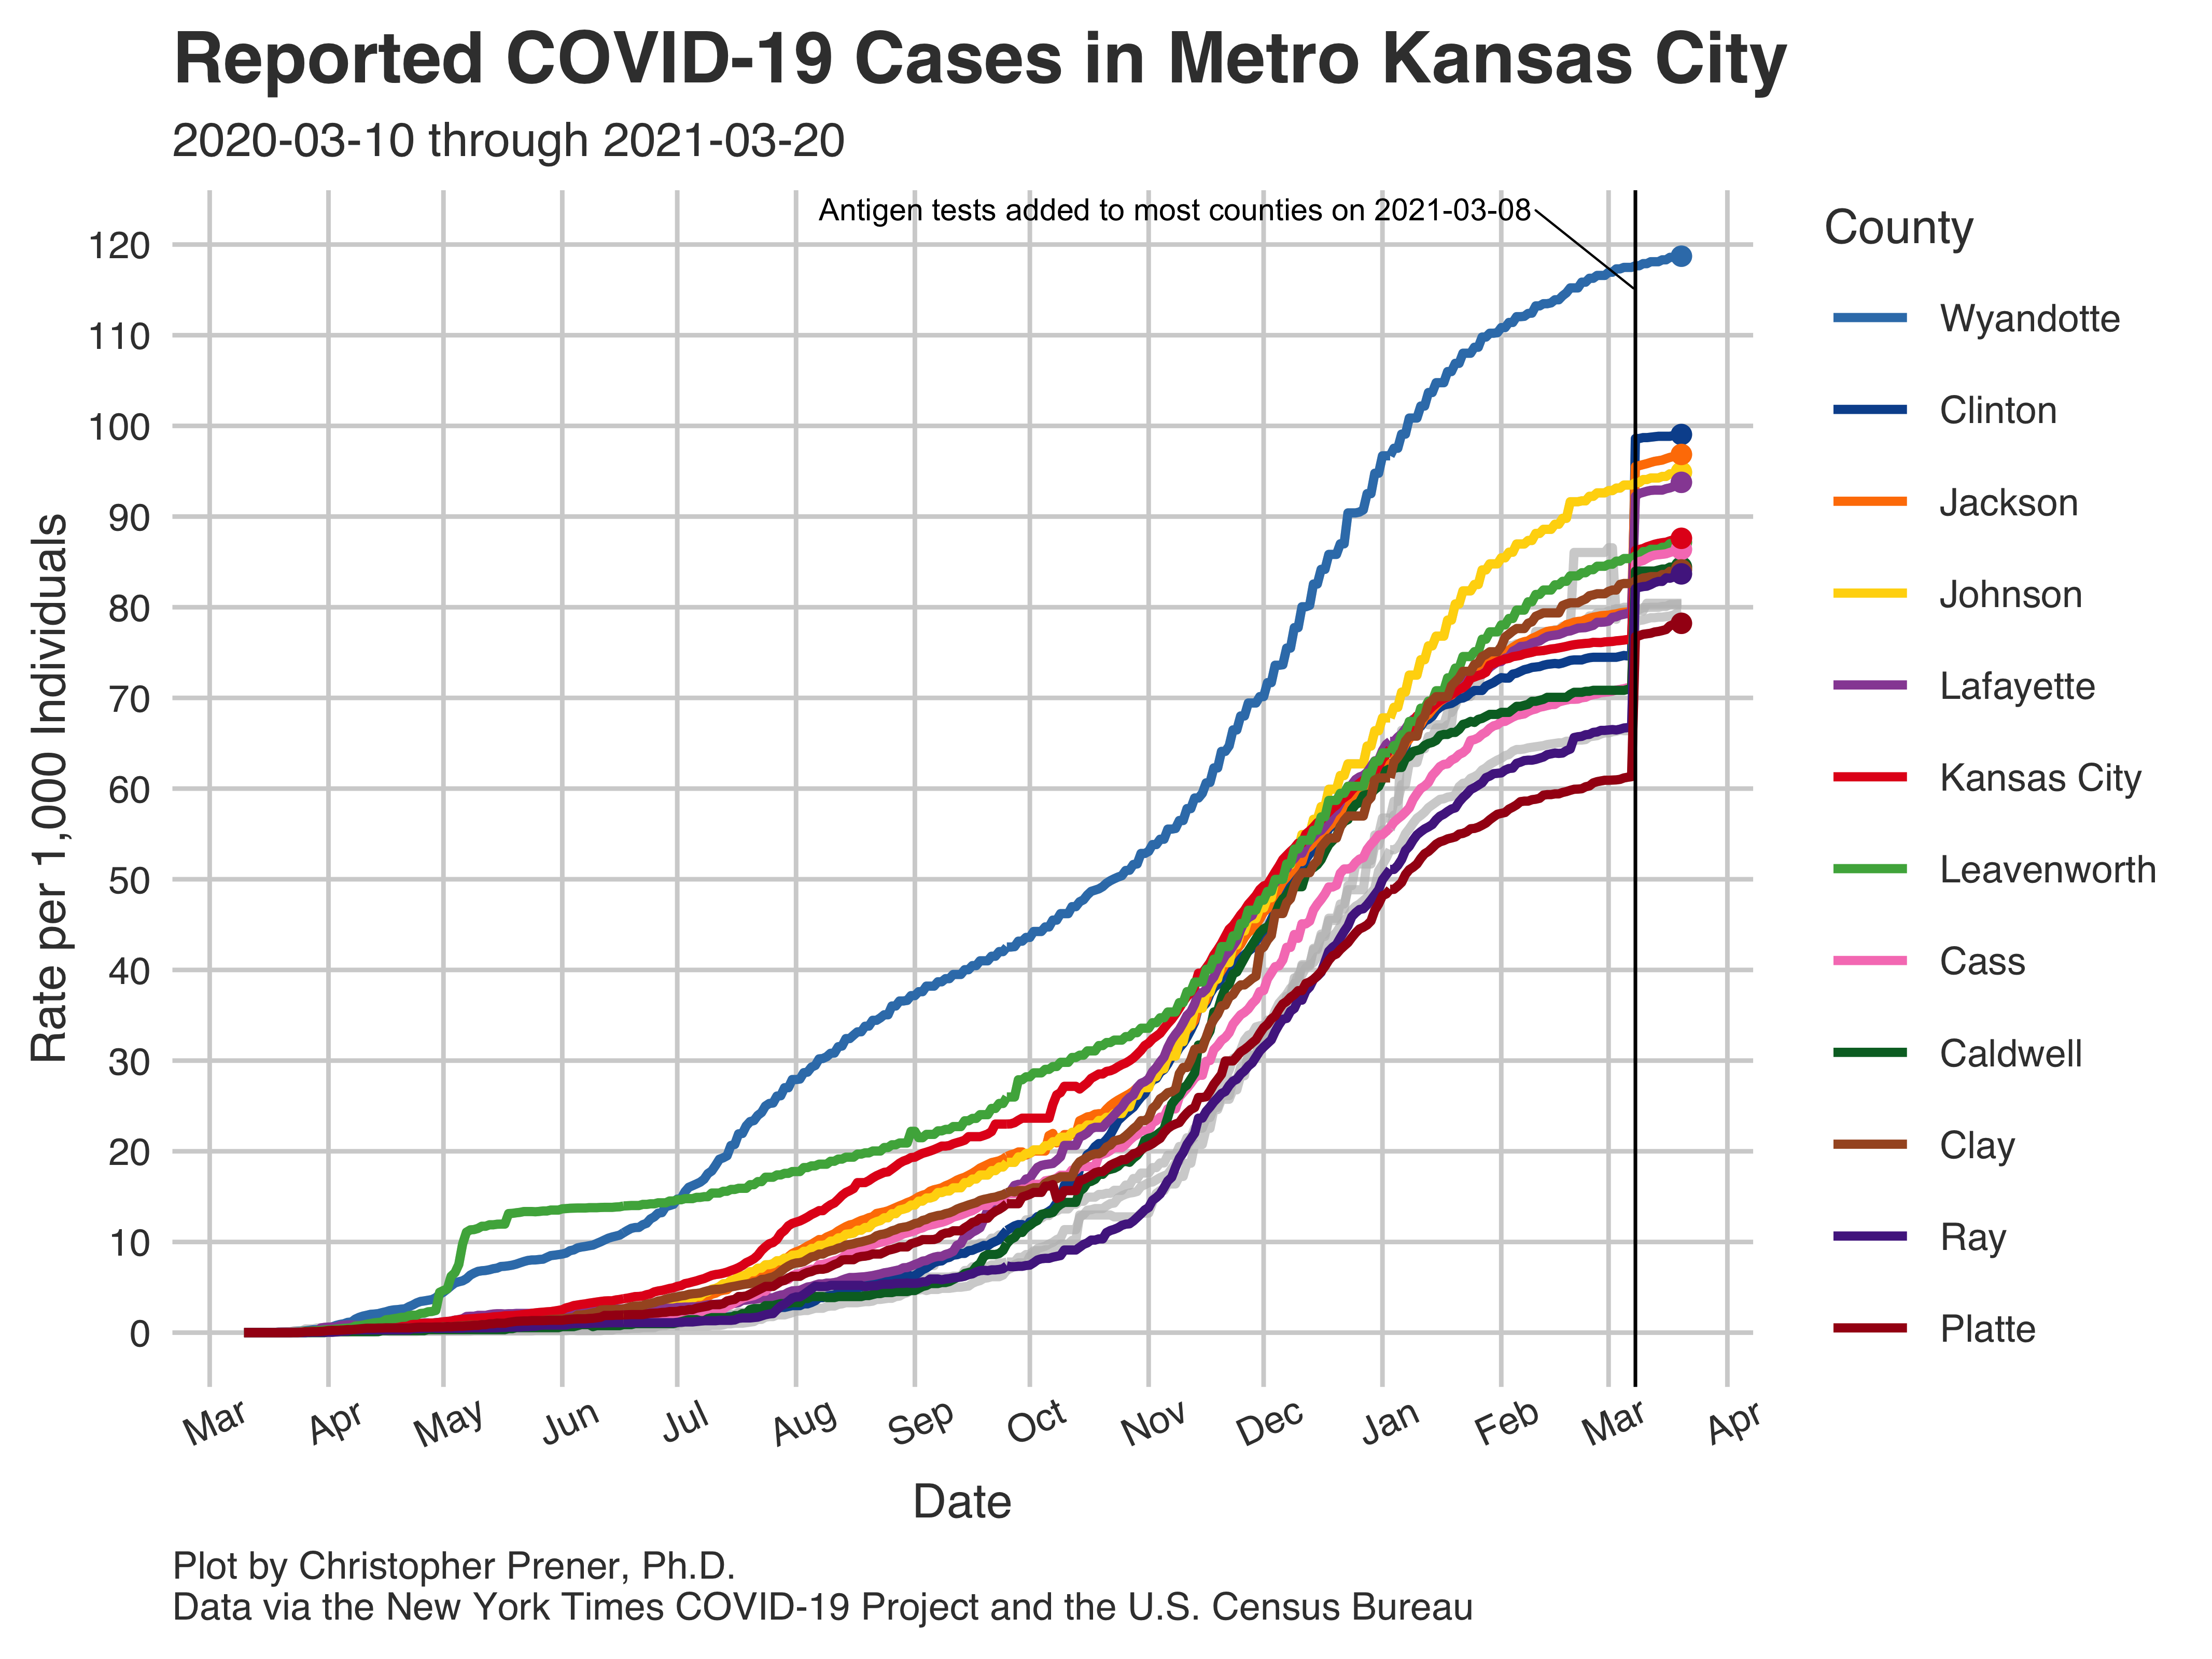 Reported COVID-19 Cases in Metro Kansas City
2020-03-10 through 2021-03-20
Antigen tests added to most counties on 2021-03-08
Rate per 1,000 Individuals
120
110
100
90
80
70
60
50
40
30
20
10
0
Mar
Apr
May
Jun
Jul
Aug
Sep
Oct
Nov
Dec
Jan
Feb
Mar
Apr
Date
County
Wyandotte
Clinton
Jackson
Johnson
Lafayette
Kansas City
Leavenworth
Cass
Caldwell
Clay
Ray
Platte
Plot by Christopher Prener, Ph.D.
Data via the New York Times COVID-19 Project and the U.S. Census Bureau